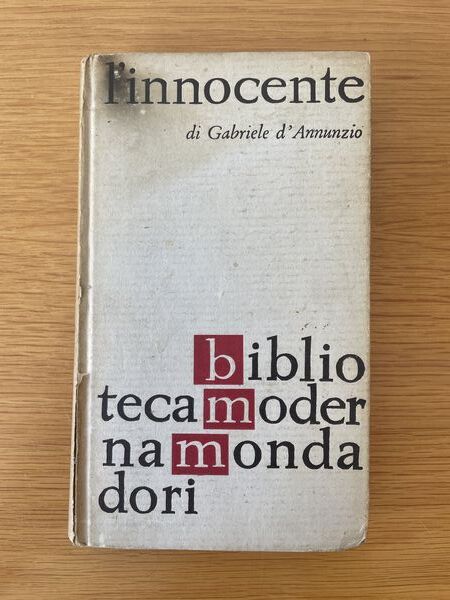 l'innocente
di Gabriele d'Annunzio
biblio
tecamoder
namonda
dori